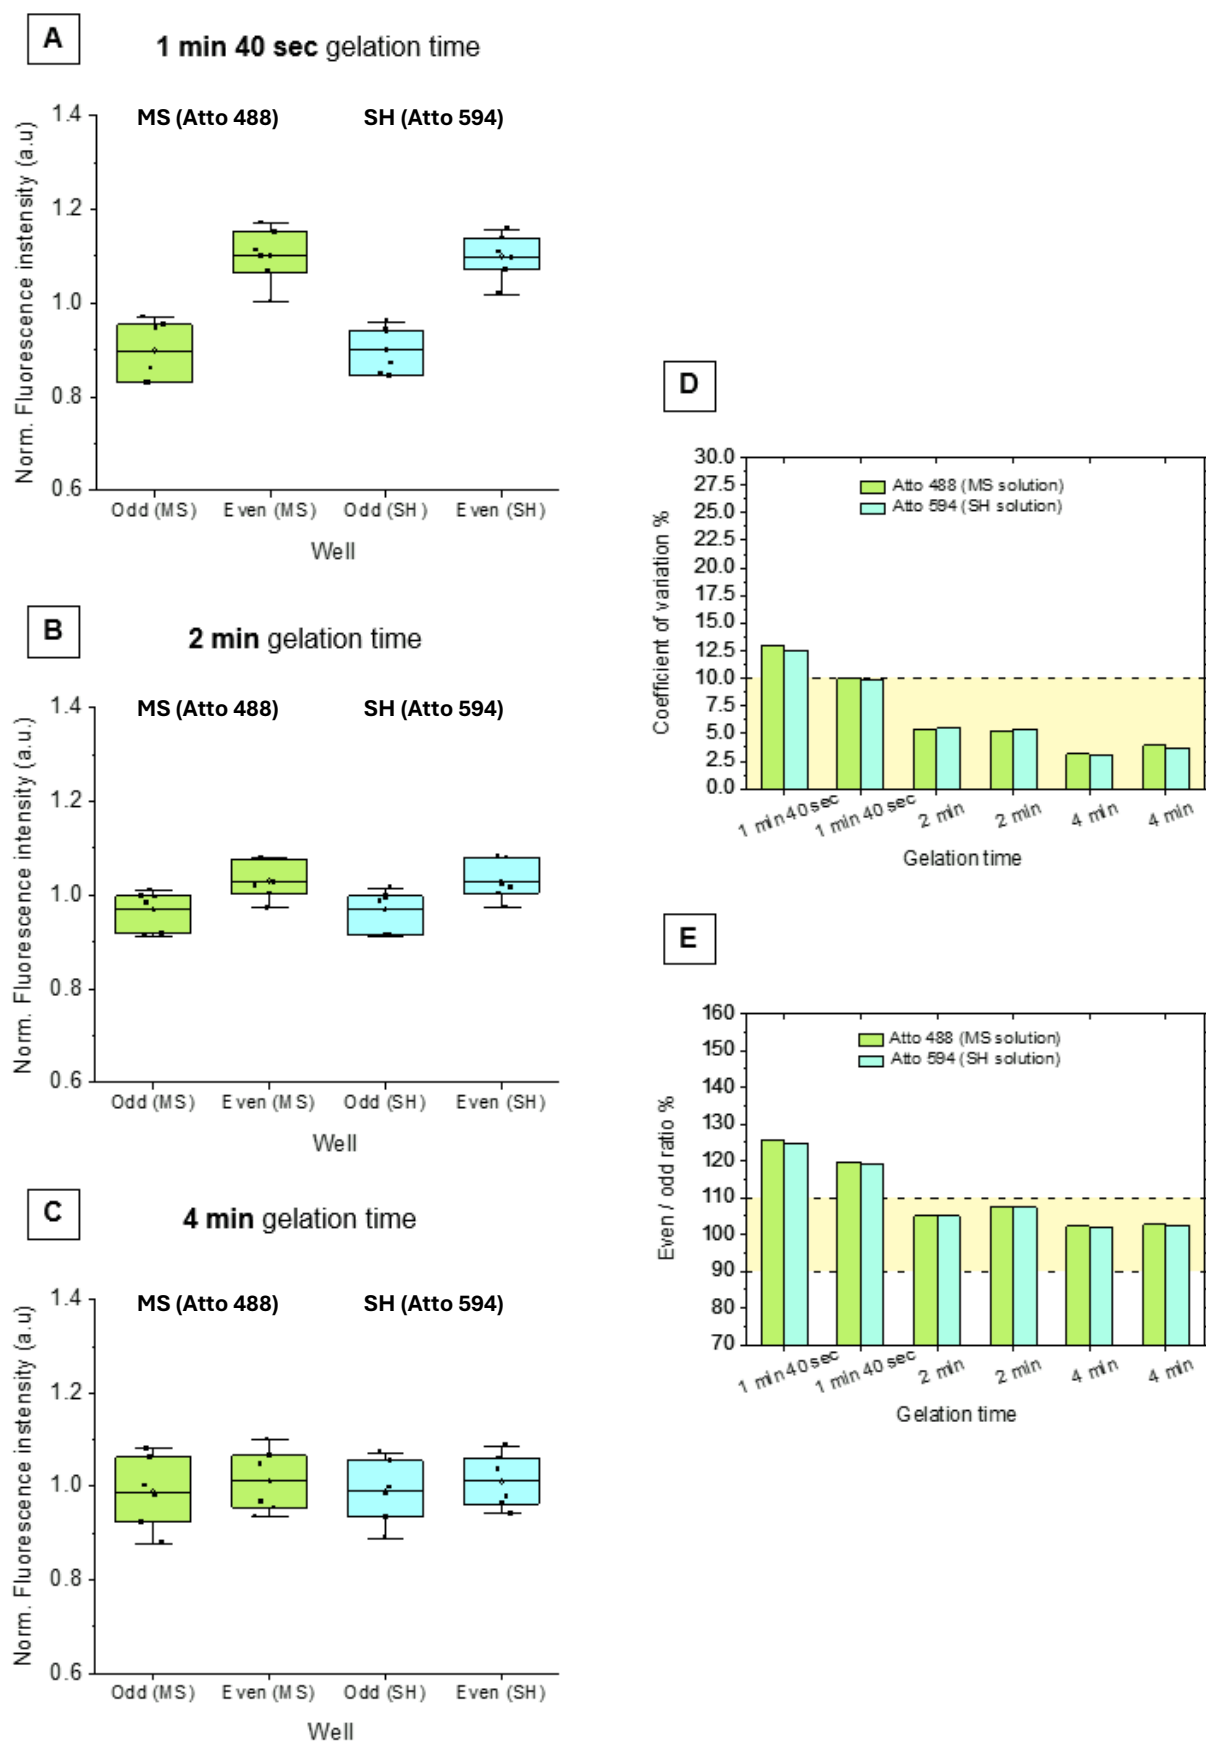 A
1 min 40 sec gelation time
MS (Atto 488) SH (Atto 594)
Norm. Fluorescence instensity (a.u)
1.4
1.2
1.0
0.8
0.6
Odd (MS) Even (MS) Odd (SH) Even (SH)
Well
B
2 min gelation time
MS (Atto 488) SH (Atto 594)
Norm. Fluorescence intensity (a.u.)
1.4
1.2
1.0
0.8
0.6
Odd (MS) Even (MS) Odd (SH) Even (SH)
Well
C
4 min gelation time
MS (Atto 488) SH (Atto 594)
Norm. Fluorescence instensity (a.u)
1.4
1.2
1.0
0.8
0.6
Odd (MS) Even (MS) Odd (SH) Even (SH)
Well
D
Coefficient of variation %
30.0
27.5
25.0
22.5
20.0
17.5
15.0
12.5
10.0
7.5
5.0
2.5
0.0
Atto 488 (MS solution)
Atto 594 (SH solution)
1 min 40 sec 1 min 40 sec 2 min 2 min 4 min 4 min
Gelation time
E
Even / odd ratio %
160
150
140
130
120
110
100
90
80
70
Atto 488 (MS solution)
Atto 594 (SH solution)
1 min 40 sec 1 min 40 sec 2 min 2 min 4 min 4 min
Gelation time